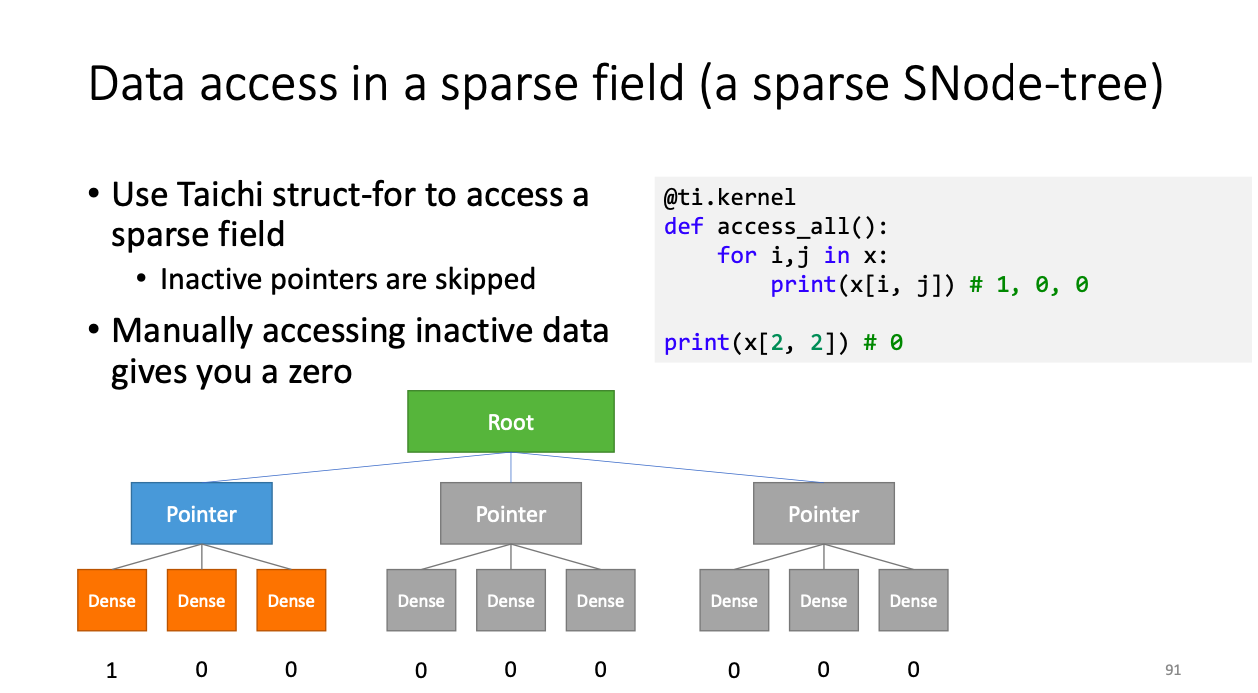 Data access in a sparse field (a sparse SNode-tree)
• Use Taichi struct-for to access a
sparse field
• Inactive pointers are skipped
• Manually accessing inactive data
gives you a zero
@ti.kernel
def access_all():
    for i,j in x:
        print(x[i, j]) # 1, 0, 0
print(x[2, 2]) # 0
Root
Pointer Pointer Pointer
Dense Dense Dense Dense Dense Dense Dense Dense Dense
1 0 0 0 0 0 0 0 0
91